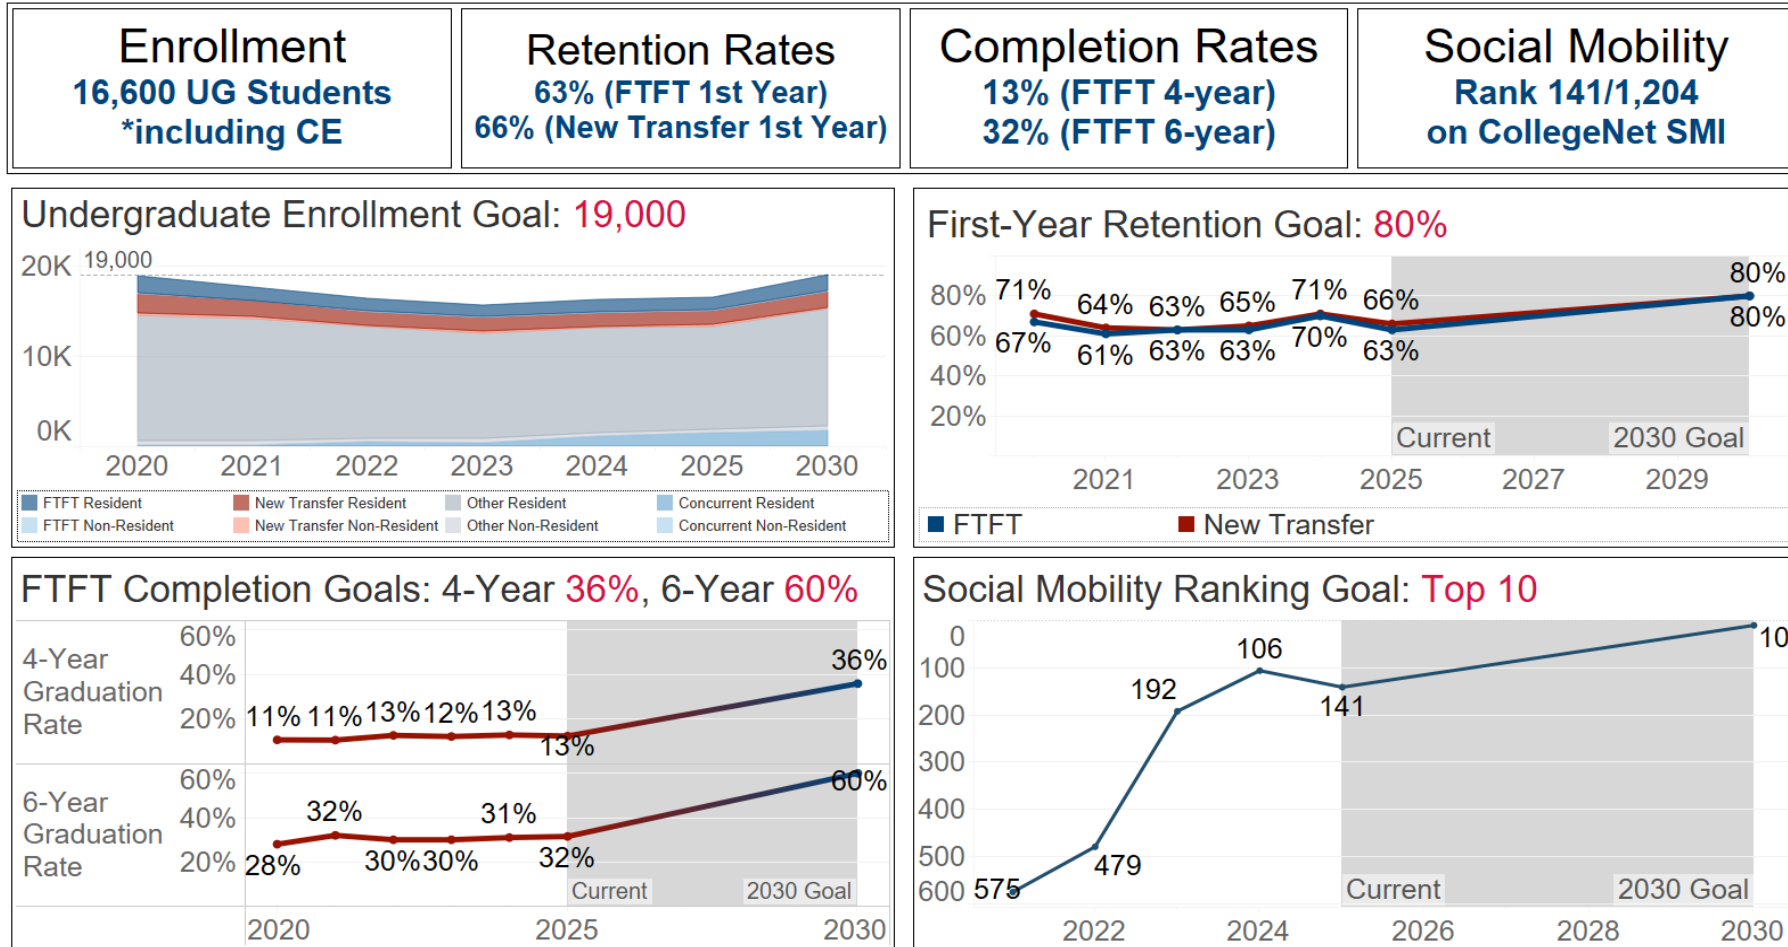 Enrollment
16,600 UG Students
*including CE
Retention Rates
63% (FTFT 1st Year)
66% (New Transfer 1st Year)
Completion Rates
13% (FTFT 4-year)
32% (FTFT 6-year)
Social Mobility
Rank 141/1,204
on CollegeNet SMI
Undergraduate Enrollment Goal: 19,000
20K
19,000
10K
0K
2020 2021 2022 2023 2024 2025 2030
FTFT Resident New Transfer Resident Other Resident Concurrent Resident
FTFT Non-Resident New Transfer Non-Resident Other Non-Resident Concurrent Non-Resident
First-Year Retention Goal: 80%
80% 71% 64% 63% 65% 71% 66% 80%
60% 67% 61% 63% 63% 70% 63% 80%
40%
20%
Current 2030 Goal
2021 2023 2025 2027 2029
FTFT New Transfer
FTFT Completion Goals: 4-Year 36%, 6-Year 60%
4-Year
Graduation
Rate
60%
40%
20%
11% 11% 13% 12% 13% 13% 36%
6-Year
Graduation
Rate
60%
40%
20%
28% 32% 30% 30% 31% 32% 60%
Current 2030 Goal
2020 2025 2030
Social Mobility Ranking Goal: Top 10
0
100
200
300
400
500
600
575 479 192 106 141 10
Current 2030 Goal
2022 2024 2026 2028 2030